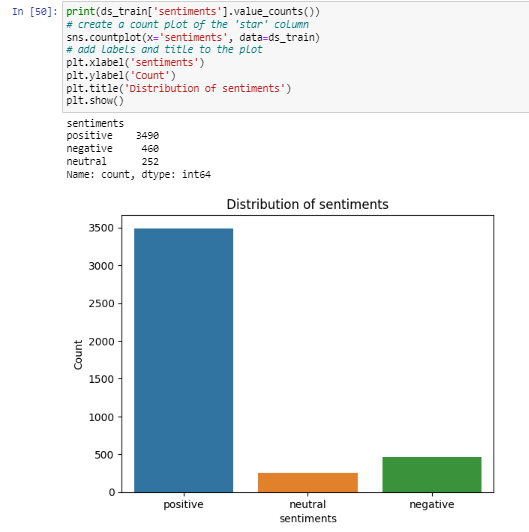 In [50]: print(ds_train['sentiments'].value_counts())
# create a count plot of the 'star' column
sns.countplot(x='sentiments', data=ds_train)
# add labels and title to the plot
plt.xlabel('sentiments')
plt.ylabel('Count')
plt.title('Distribution of sentiments')
plt.show()
sentiments
positive 3490
negative 460
neutral 252
Name: count, dtype: int64
Distribution of sentiments
3500
3000
2500
2000
1500
1000
500
0
Count
positive neutral negative
sentiments